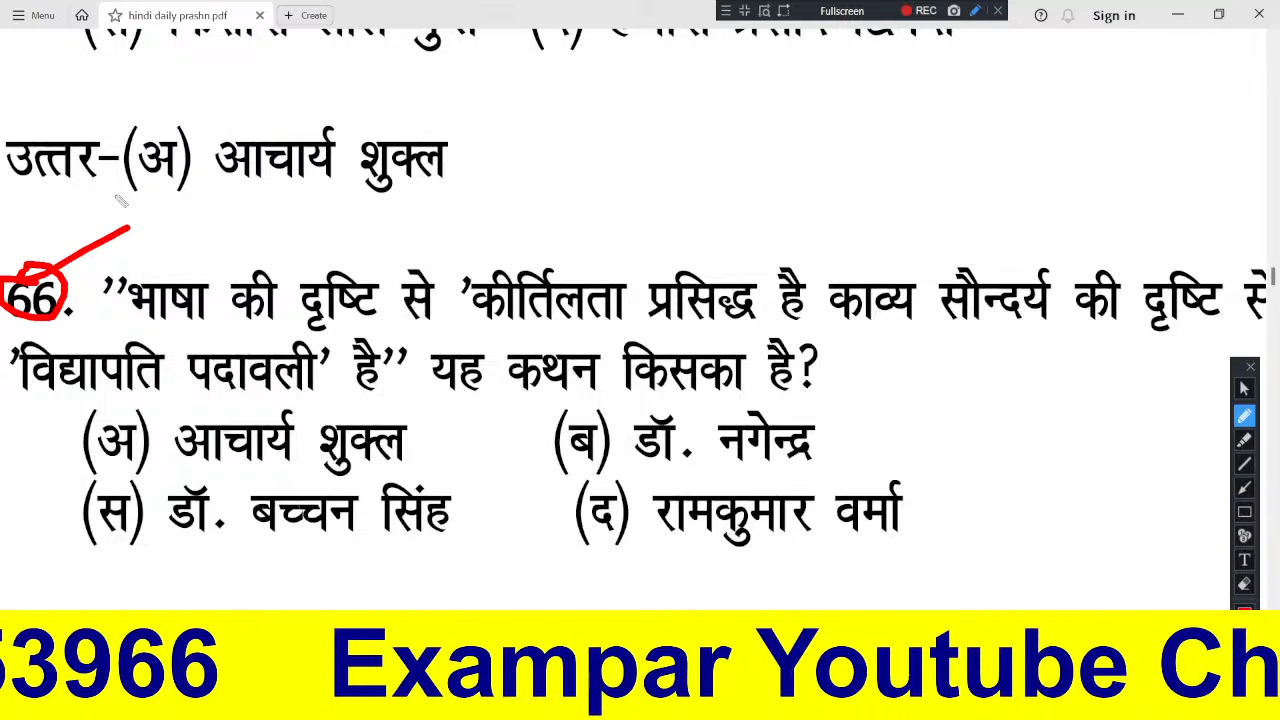 Menu
hindi daily prashn.pdf
Create
Fullscreen
REC
Sign in
उत्तर-(अ) आचार्य शुक्ल
66. ’’भाषा की दृष्टि से ’कीर्तिलता प्रसिद्ध है काव्य सौन्दर्य की दृष्टि से
’विद्यापति पदावली’ है’’ यह कथन किसका है?
(अ) आचार्य शुक्ल (ब) डॉ. नगेन्द्र
(स) डॉ. बच्चन सिंह (द) रामकुमार वर्मा
53966 Exampar Youtube Ch